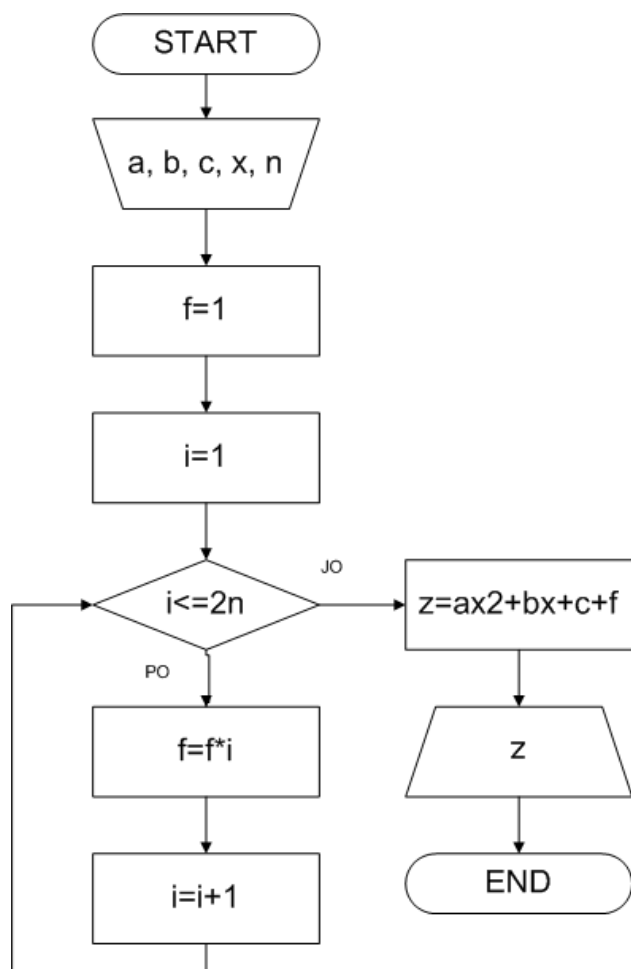 START
a, b, c, x, n
f=1
i=1
i<=2n
JO
z=ax2+bx+c+f
PO
f=f*i
z
i=i+1
END